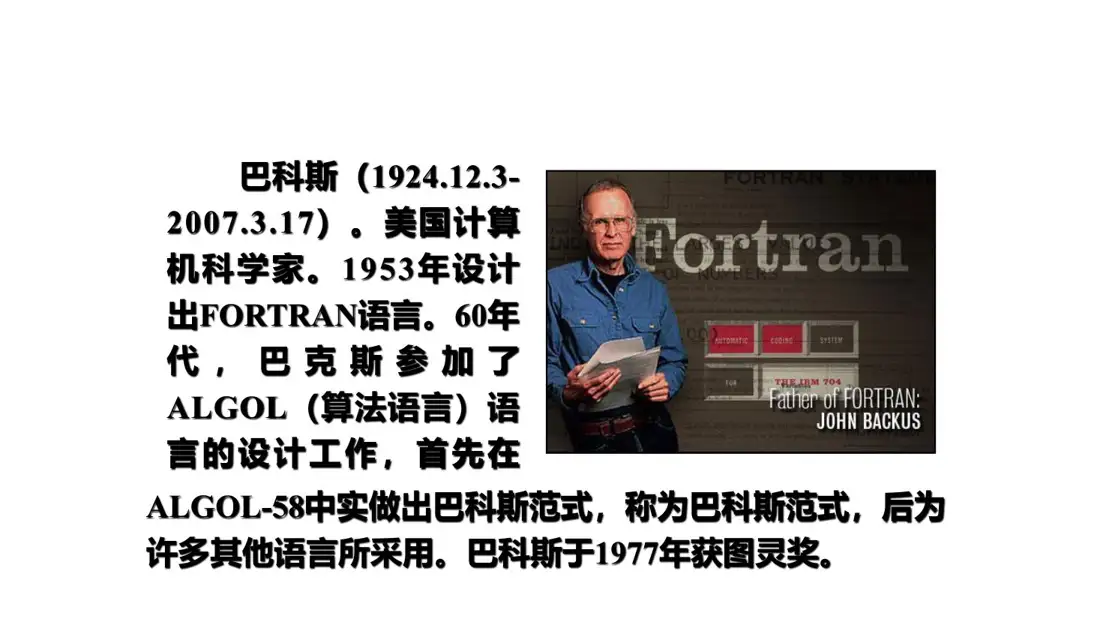 巴科斯（1924.12.3-
2007.3.17）。美国计算
机科学家。1953年设计
出FORTRAN语言。60年
代，巴克斯参加了
ALGOL（算法语言）语
言的设计工作，首先在
ALGOL-58中实做出巴科斯范式，称为巴科斯范式，后为
许多其他语言所采用。巴科斯于1977年获图灵奖。
FORTRAN SYSTEM
Fortran
OF NUMBERS
AUTOMATIC CODING SYSTEM
FOR THE IBM 704
Father of FORTRAN:
JOHN BACKUS